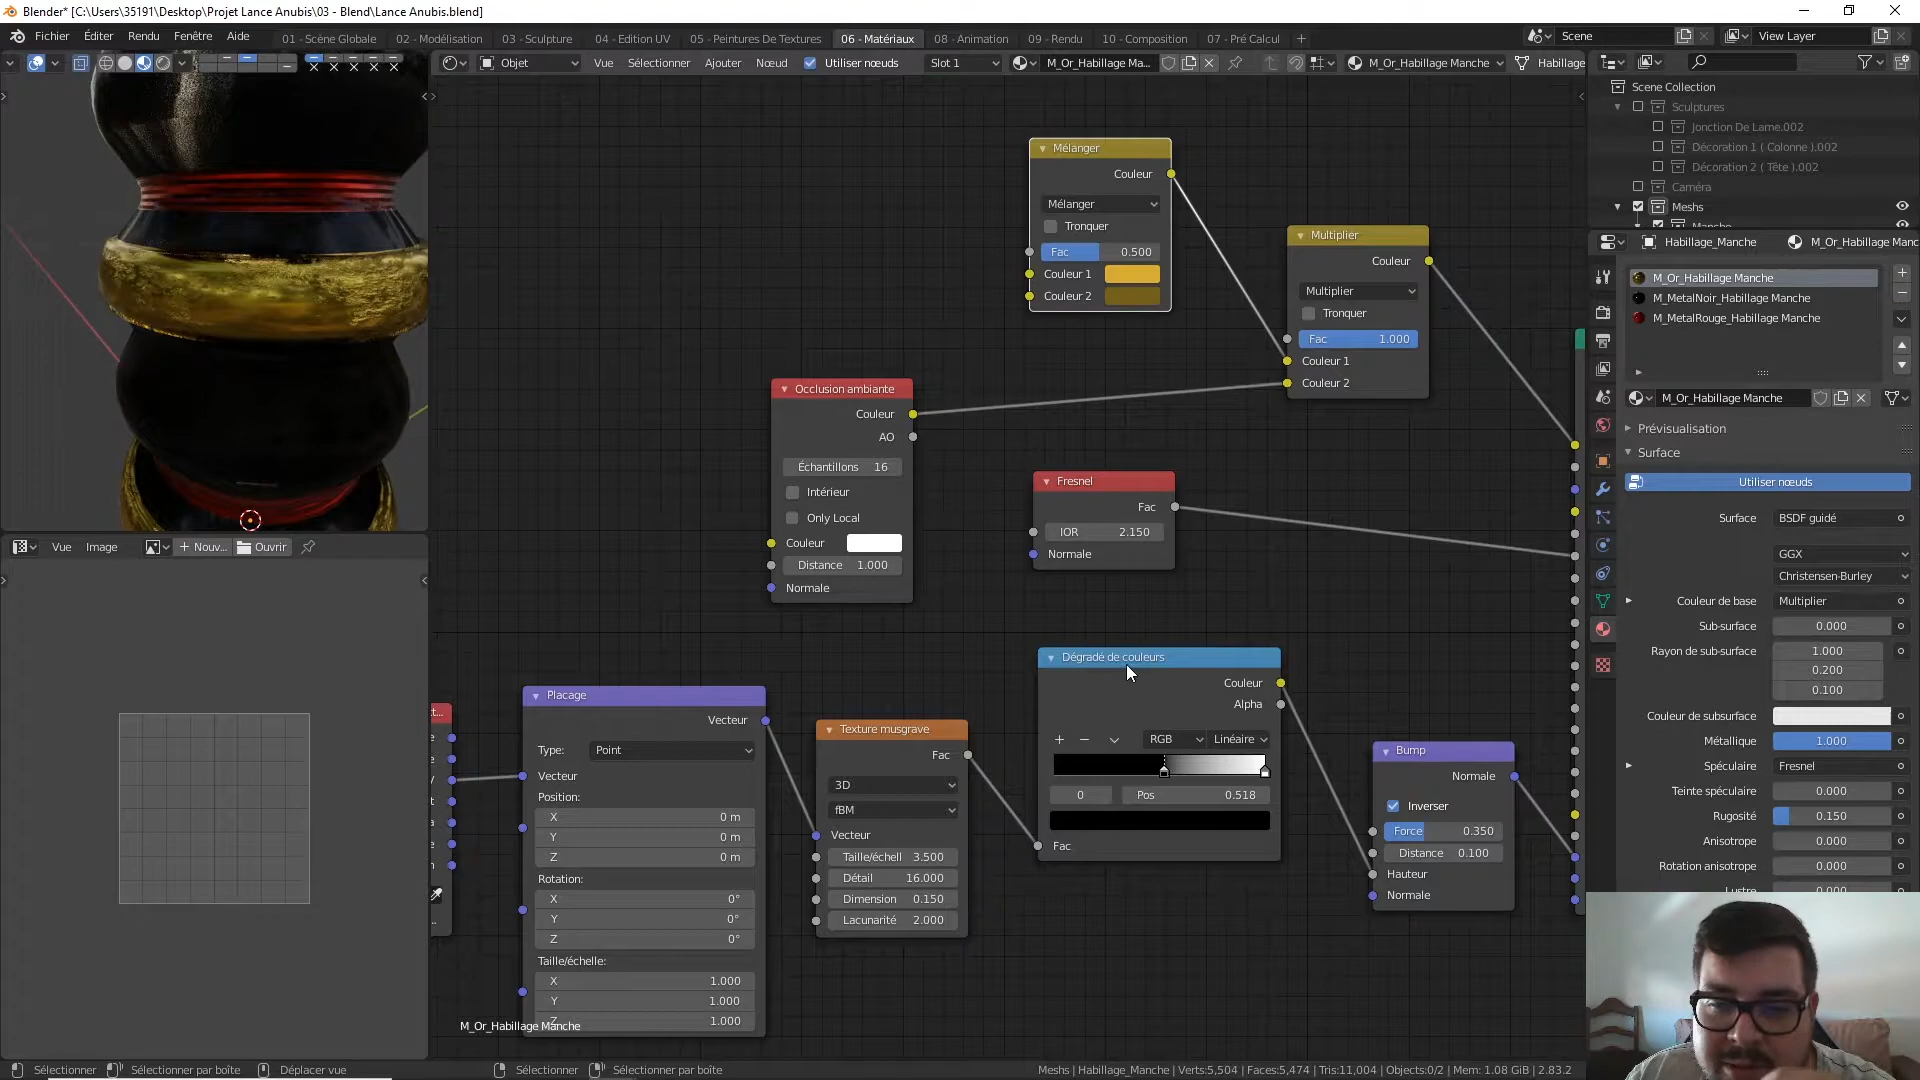 Blender* [C:\Users\35191\Desktop\Projet Lance Anubis\03 - Blend\Lance Anubis.blend]
Fichier Éditer Rendu Fenêtre Aide 01 - Scène Globale 02 - Modélisation 03 - Sculpture 04 - Edition UV 05 - Peintures De Textures 06 - Matériaux 08 - Animation 09 - Rendu 10 - Composition 07 - Pré Calcul + Scene View Layer
Objet Vue Sélectionner Ajouter Nœud Utiliser nœuds Slot 1 M_Or_Habillage Ma... M_Or_Habillage Manche Habillage
Scene Collection
Sculptures
Jonction De Lame.002
Décoration 1 ( Colonne ).002
Décoration 2 ( Tête ).002
Caméra
Meshs
Habillage_Manche M_Or_Habillage Manc
M_Or_Habillage Manche
M_MetalNoir_Habillage Manche
M_MetalRouge_Habillage Manche
M_Or_Habillage Manche
Prévisualisation
Surface
Utiliser nœuds
Surface BSDF guidé
GGX
Christensen-Burley
Couleur de base Multiplier
Sub-surface 0.000
Rayon de sub-surface 1.000
0.200
0.100
Couleur de subsurface
Métallique 1.000
Spéculaire Fresnel
Teinte spéculaire 0.000
Rugosité 0.150
Anisotrope 0.000
Rotation anisotrope 0.000
Mélanger
Couleur
Mélanger
Tronquer
Fac 0.500
Couleur 1
Couleur 2
Multiplier
Couleur
Multiplier
Tronquer
Fac 1.000
Couleur 1
Couleur 2
Occlusion ambiante
Couleur
AO
Échantillons 16
Intérieur
Only Local
Couleur
Distance 1.000
Normale
Fresnel
Fac
IOR 2.150
Normale
Vue Image + Nouv... Ouvrir
Placage
Vecteur
Type: Point
Vecteur
Position:
X 0 m
Y 0 m
Z 0 m
Rotation:
X 0°
Y 0°
Z 0°
Taille/échelle:
X 1.000
Y 1.000
Z 1.000
Texture musgrave
Fac
3D
fBM
Vecteur
Taille/échell 3.500
Détail 16.000
Dimension 0.150
Lacunarité 2.000
Dégradé de couleurs
Couleur
Alpha
RGB Linéaire
0 Pos 0.518
Fac
Bump
Normale
Inverser
Force 0.350
Distance 0.100
Hauteur
Normale
M_Or_Habillage Manche
Sélectionner Sélectionner par boîte Déplacer vue Sélectionner Sélectionner par boîte Meshs | Habillage_Manche | Verts:5,504 | Faces:5,474 | Tris:11,004 | Objects:0/2 | Mem: 1.08 GiB | 2.83.2